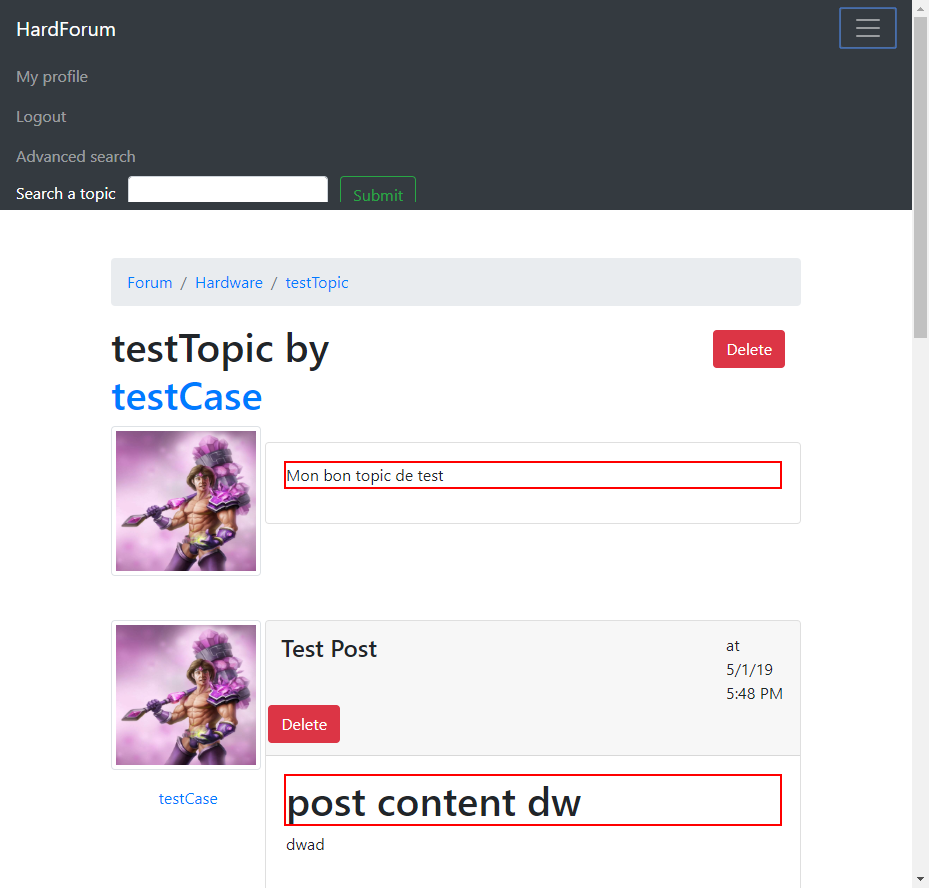 HardForum
My profile
Logout
Advanced search
Search a topic Submit
Forum / Hardware / testTopic
testTopic by
testCase
Delete
Mon bon topic de test
Test Post
at
5/1/19
5:48 PM
Delete
testCase
post content dw
dwad